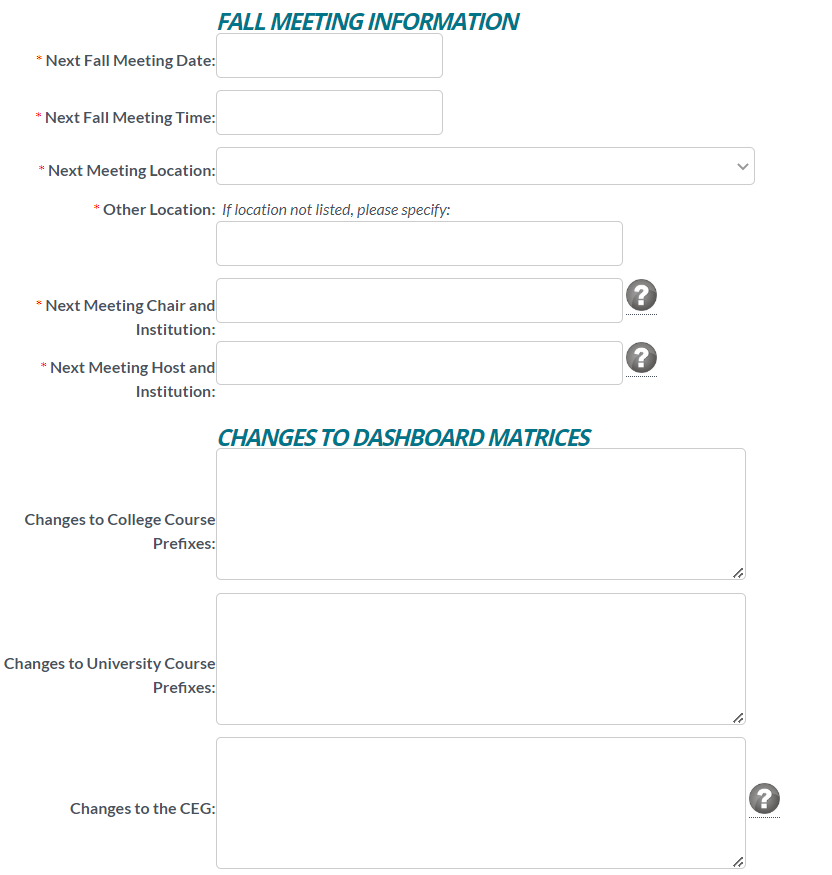 FALL MEETING INFORMATION
* Next Fall Meeting Date:
* Next Fall Meeting Time:
* Next Meeting Location:
* Other Location: If location not listed, please specify:
* Next Meeting Chair and
Institution:
?
* Next Meeting Host and
Institution:
?
CHANGES TO DASHBOARD MATRICES
Changes to College Course
Prefixes:
Changes to University Course
Prefixes:
Changes to the CEG:
?